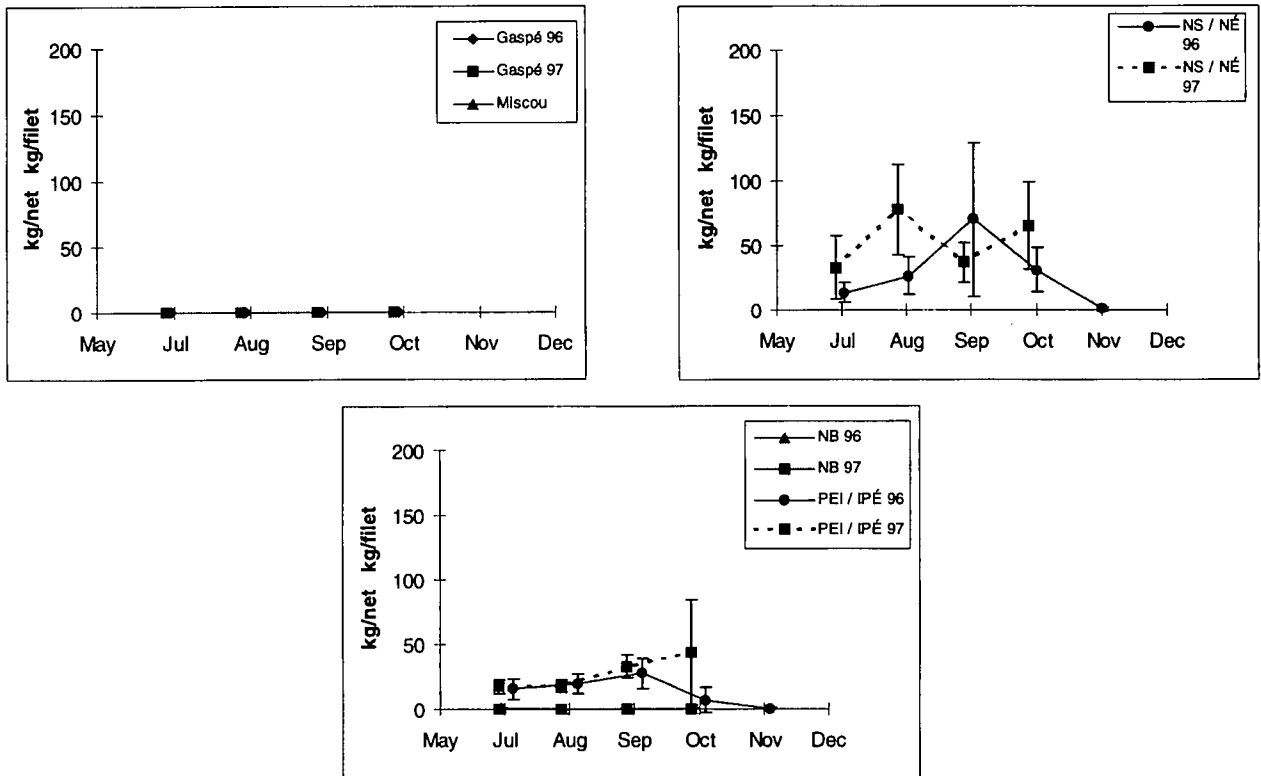 200
150
100
50
0
kg/net kg/filet
May Jul Aug Sep Oct Nov Dec
Gaspé 96
Gaspé 97
Miscou
200
150
100
50
0
kg/net kg/filet
May Jul Aug Sep Oct Nov Dec
NS / NÉ
96
NS / NÉ
97
200
150
100
50
0
kg/net kg/filet
May Jul Aug Sep Oct Nov Dec
NB 96
NB 97
PEI / IPÉ 96
PEI / IPÉ 97